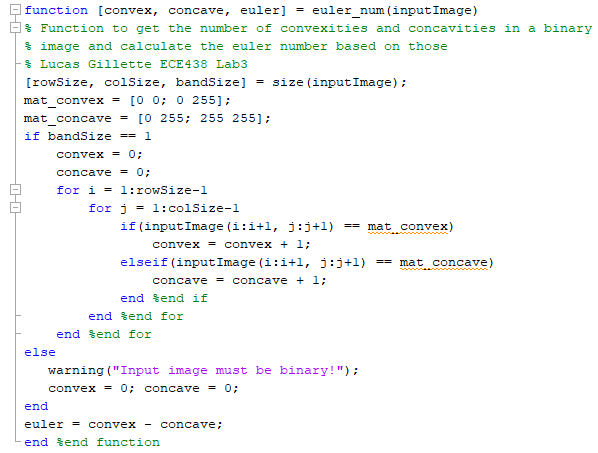 function [convex, concave, euler] = euler_num(inputImage)
% Function to get the number of convexities and concavities in a binary
% image and calculate the euler number based on those
% Lucas Gillette ECE438 Lab3
[rowSize, colSize, bandSize] = size(inputImage);
mat_convex = [0 0; 0 255];
mat_concave = [0 255; 255 255];
if bandSize == 1
    convex = 0;
    concave = 0;
    for i = 1:rowSize-1
        for j = 1:colSize-1
            if(inputImage(i:i+1, j:j+1) == mat_convex)
                convex = convex + 1;
            elseif(inputImage(i:i+1, j:j+1) == mat_concave)
                concave = concave + 1;
            end %end if
        end %end for
    end %end for
else
   warning("Input image must be binary!");
   convex = 0; concave = 0;
end
euler = convex - concave;
end %end function